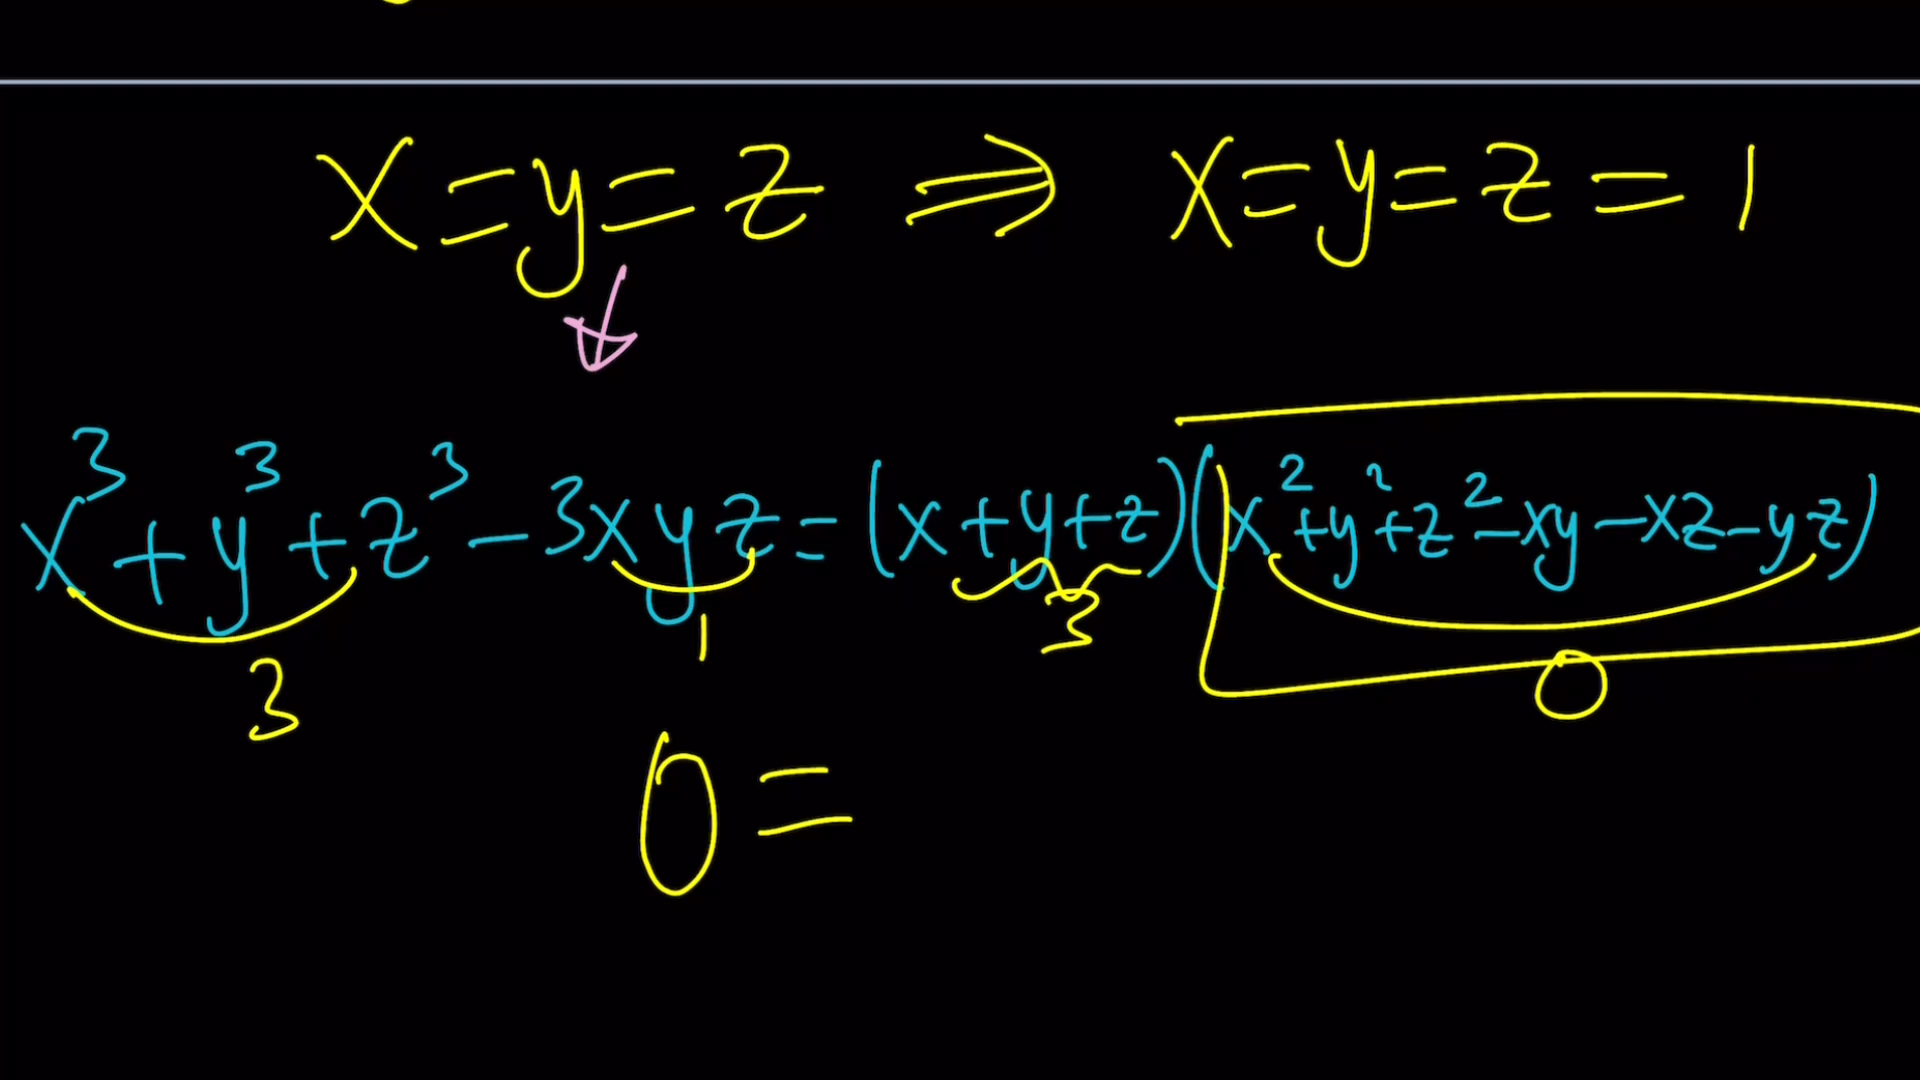 x = y = z ⇒ x = y = z = 1
x³ + y³ + z³ - 3xyz = (x+y+z)(x²+y²+z²-xy-xz-yz)
3 1 3 0
0 =